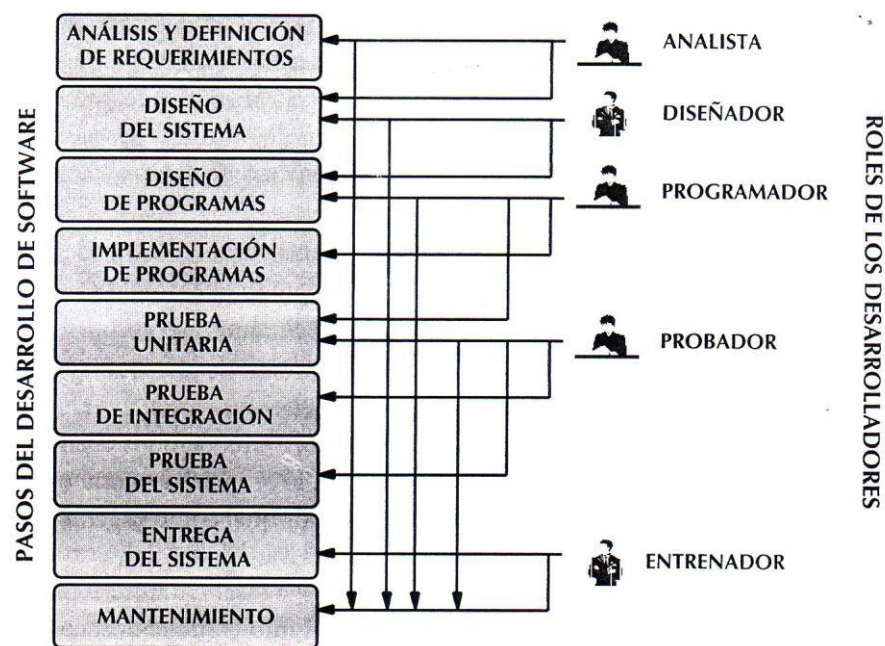 PASOS DEL DESARROLLO DE SOFTWARE
ANÁLISIS Y DEFINICIÓN
DE REQUERIMIENTOS
DISEÑO
DEL SISTEMA
DISEÑO
DE PROGRAMAS
IMPLEMENTACIÓN
DE PROGRAMAS
PRUEBA
UNITARIA
PRUEBA
DE INTEGRACIÓN
PRUEBA
DEL SISTEMA
ENTREGA
DEL SISTEMA
MANTENIMIENTO
ANALISTA
DISEÑADOR
PROGRAMADOR
PROBADOR
ENTRENADOR
ROLES DE LOS DESARROLLADORES